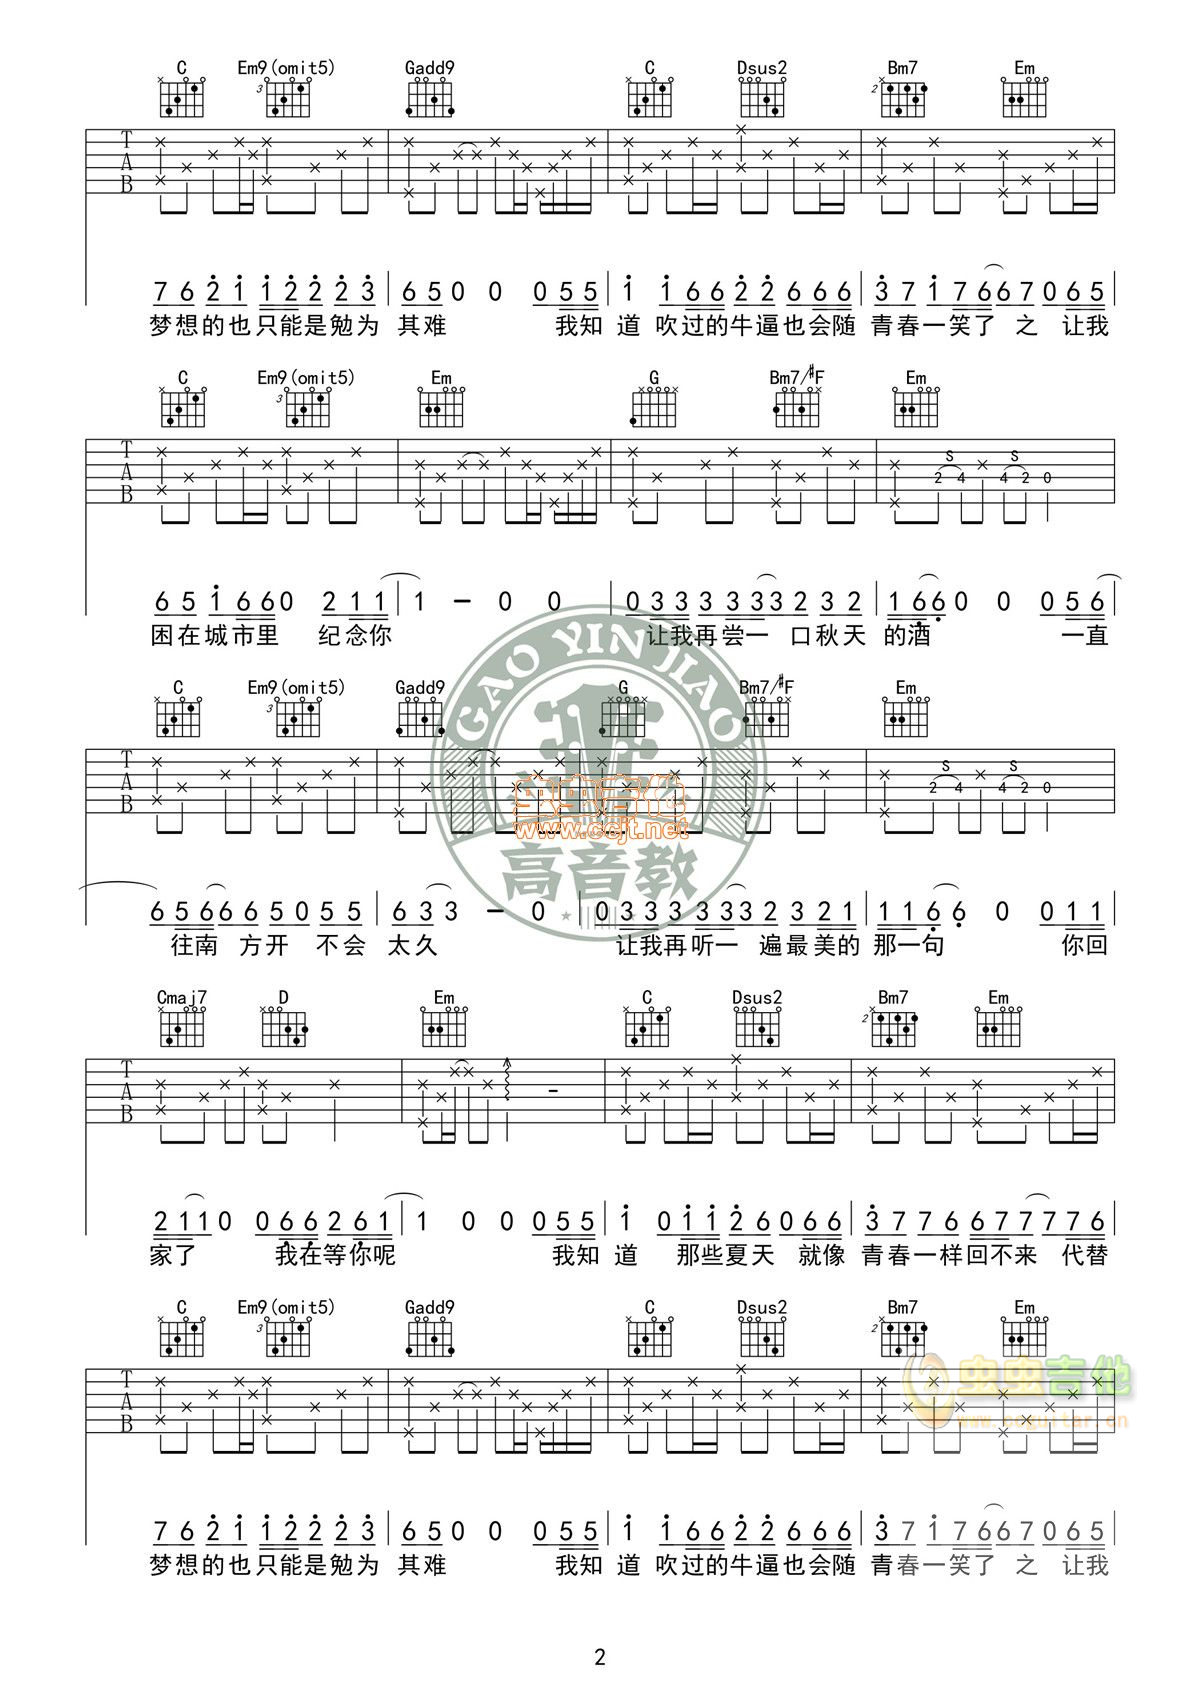 C Em9(omit5) Gadd9 C Dsus2 Bm7 Em
3 2
T
A
B
7 6 2 1 1 2 2 2 3 6 5 0 0 0 5 5 1 1 6 6 2 2 6 6 6 3 7 1 7 6 6 7 0 6 5
梦想的也只能是勉为 其难 我知 道 吹过的牛逼也会随 青春一笑了 之 让我
C Em9(omit5) Em G Bm7/#F Em
3
T
A
B
S S
2 4 4 2 0
6 5 1 6 6 0 2 1 1 1 - 0 0 0 3 3 3 3 3 3 3 2 3 2 1 6 6 0 0 0 5 6
困在城市里 纪念你 让我再尝一 口秋天 的酒 一直
GAO YIN JIAO
C Em9(omit5) Gadd9 G Bm7/#F Em
3
T
A
B
S S
2 4 4 2 0
虫虫吉他
www.ccjt.net
高音教
6 5 6 6 6 5 0 5 5 6 3 3 - 0 0 3 3 3 3 3 3 2 3 2 1 1 1 6 6 0 0 1 1
往南 方开 不会 太久 让我再听一 遍最美的 那一句 你回
Cmaj7 D Em C Dsus2 Bm7 Em
2
T
A
B
2 1 1 0 0 6 6 2 6 1 1 0 0 0 5 5 1 0 1 1 2 6 0 6 6 3 7 7 6 6 7 7 7 7 6
家了 我在等你呢 我知 道 那些夏天 就像 青春一样回不来 代替
C Em9(omit5) Gadd9 C Dsus2 Bm7 Em
3 2
T
A
B
虫虫吉他
www.ccguitar.cn
7 6 2 1 1 2 2 2 3 6 5 0 0 0 5 5 1 1 6 6 2 2 6 6 6 3 7 1 7 6 6 7 0 6 5
梦想的也只能是勉为 其难 我知 道 吹过的牛逼也会随 青春一笑了 之 让我
2